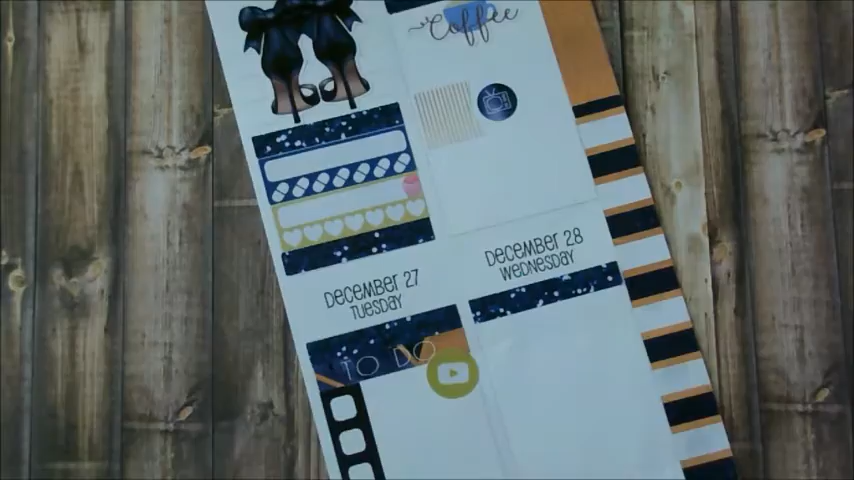 Coffee
December 27
Tuesday
December 28
Wednesday
TO DO